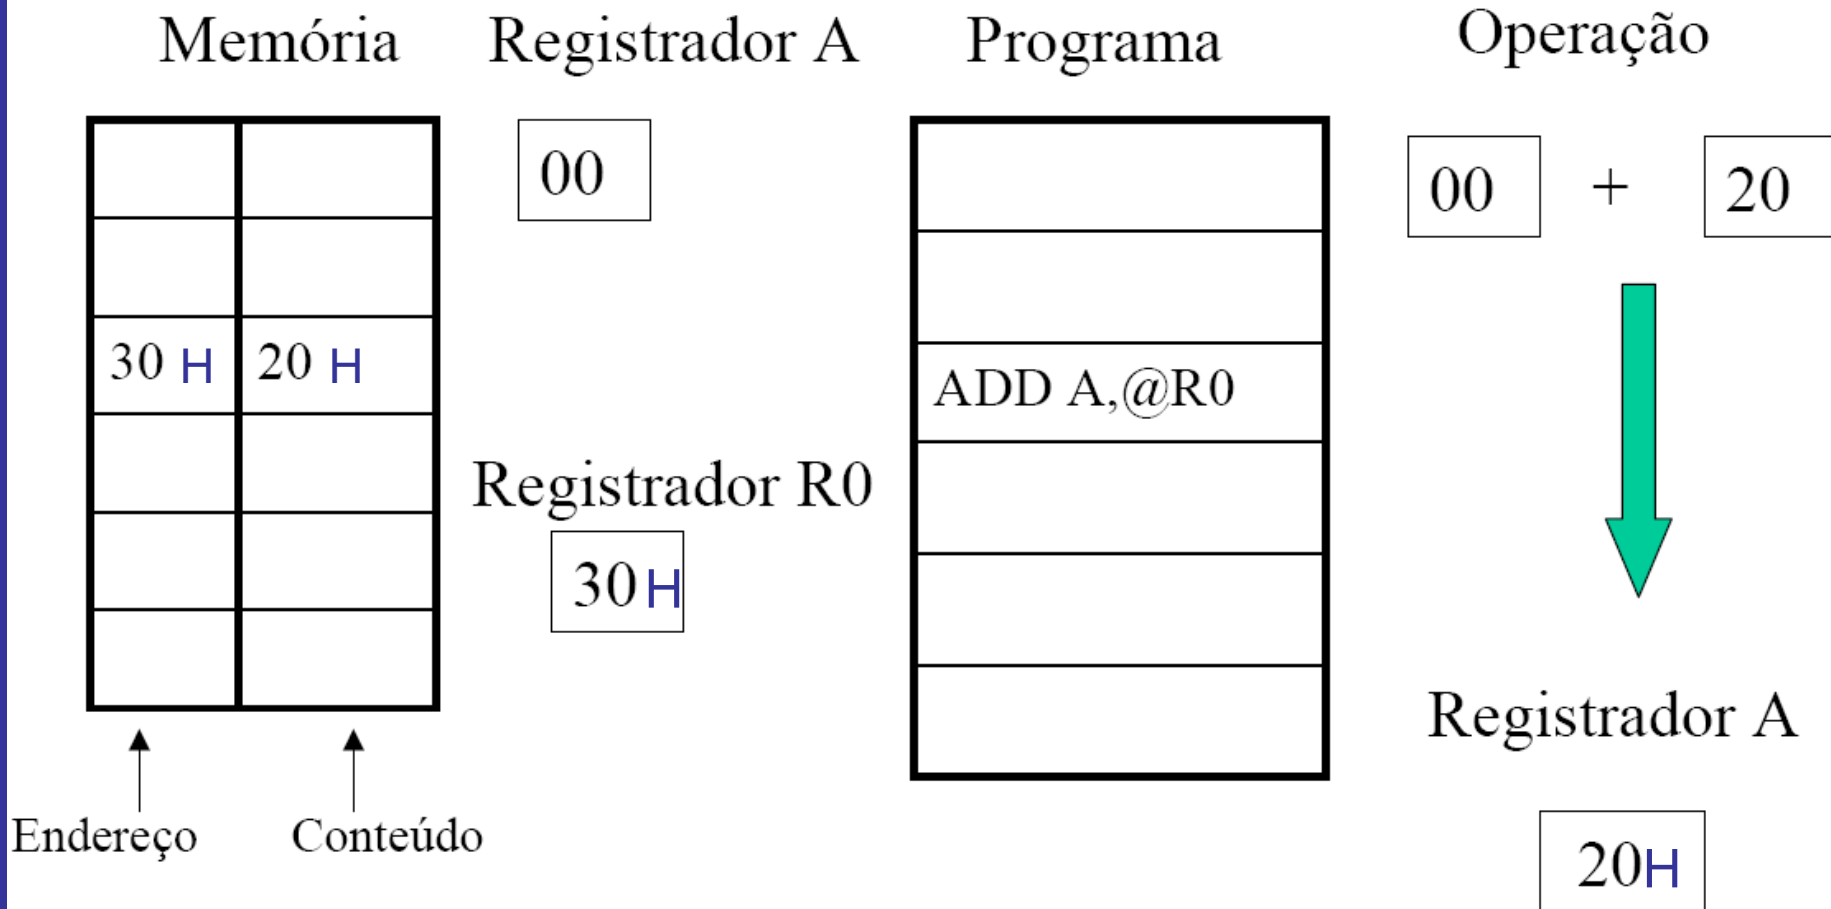 Memória
Registrador A
Programa
Operação
00
00 + 20
30 H
20 H
ADD A,@R0
Registrador R0
30H
Registrador A
Endereço
Conteúdo
20H